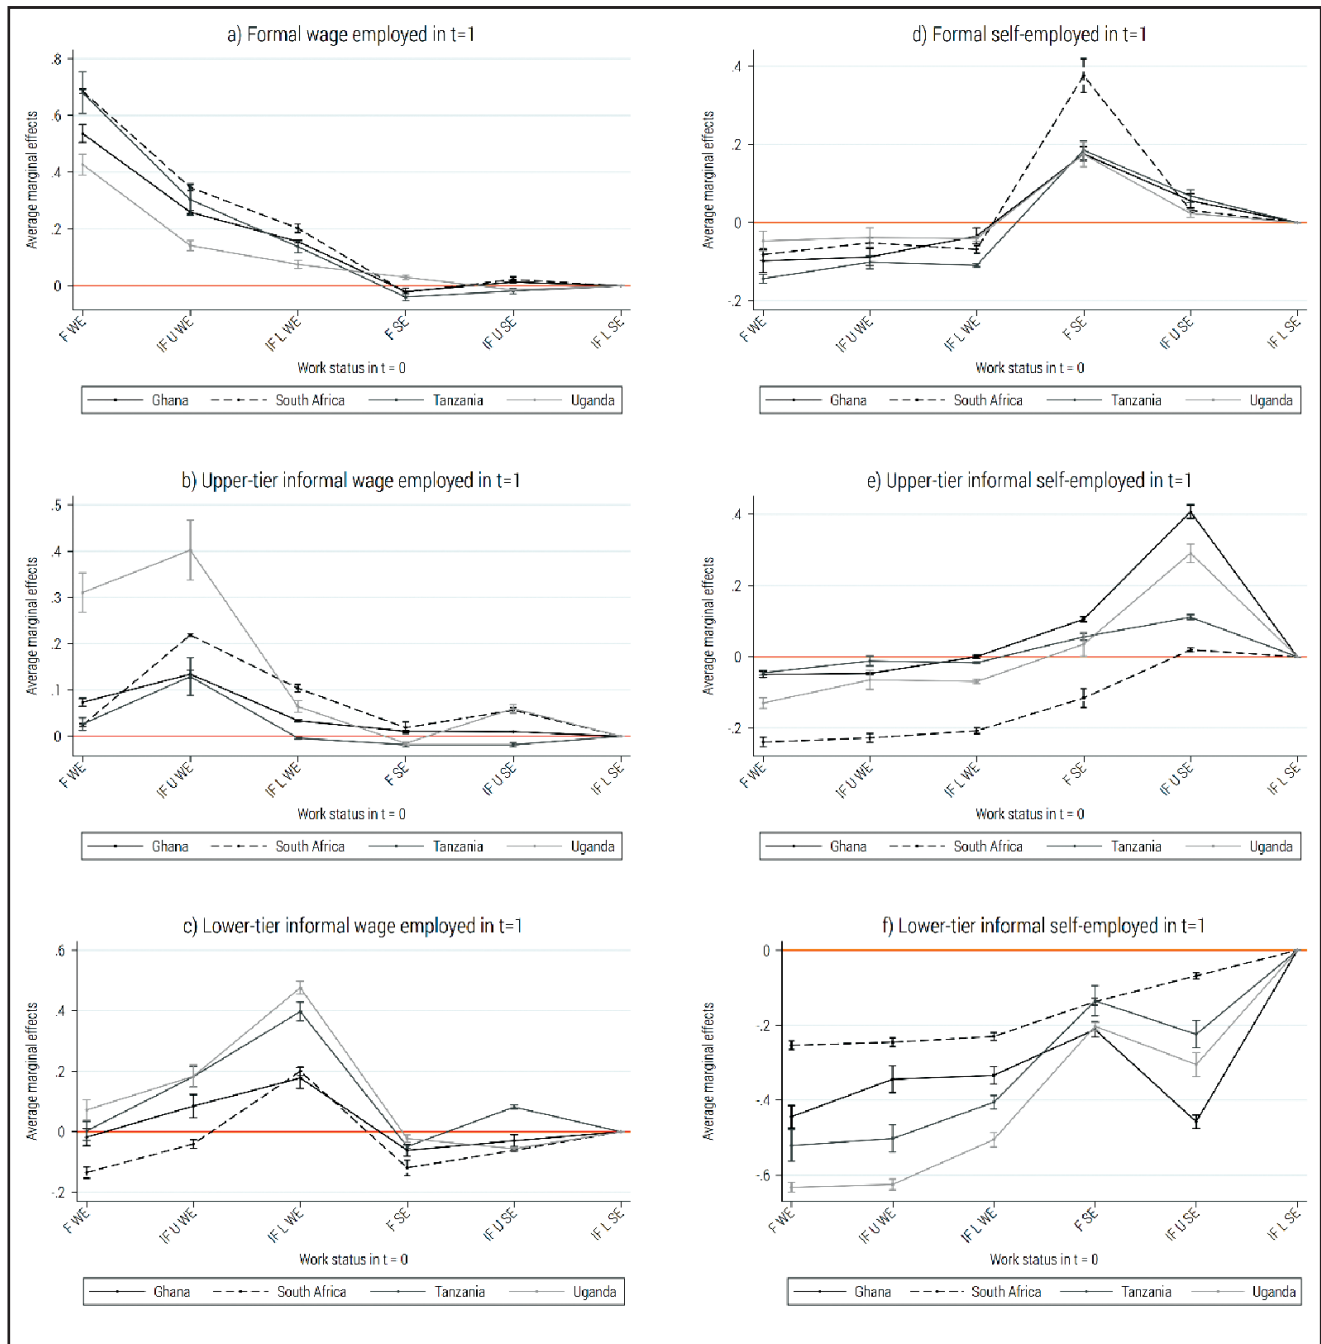 a) Formal wage employed in t=1
Average marginal effects
.8
.6
.4
.2
0
F WE
IF U WE
IF L WE
F SE
IF U SE
IF L SE
Work status in t = 0
Ghana South Africa Tanzania Uganda
d) Formal self-employed in t=1
Average marginal effects
.4
.2
0
-.2
F WE
IF U WE
IF L WE
F SE
IF U SE
IF L SE
Work status in t = 0
Ghana South Africa Tanzania Uganda
b) Upper-tier informal wage employed in t=1
Average marginal effects
.5
.4
.3
.2
.1
0
F WE
IF U WE
IF L WE
F SE
IF U SE
IF L SE
Work status in t = 0
Ghana South Africa Tanzania Uganda
e) Upper-tier informal self-employed in t=1
Average marginal effects
.4
.2
0
-.2
F WE
IF U WE
IF L WE
F SE
IF U SE
IF L SE
Work status in t = 0
Ghana South Africa Tanzania Uganda
c) Lower-tier informal wage employed in t=1
Average marginal effects
.6
.4
.2
0
-.2
F WE
IF U WE
IF L WE
F SE
IF U SE
IF L SE
Work status in t = 0
Ghana South Africa Tanzania Uganda
f) Lower-tier informal self-employed in t=1
Average marginal effects
0
-.2
-.4
-.6
F WE
IF U WE
IF L WE
F SE
IF U SE
IF L SE
Work status in t = 0
Ghana South Africa Tanzania Uganda